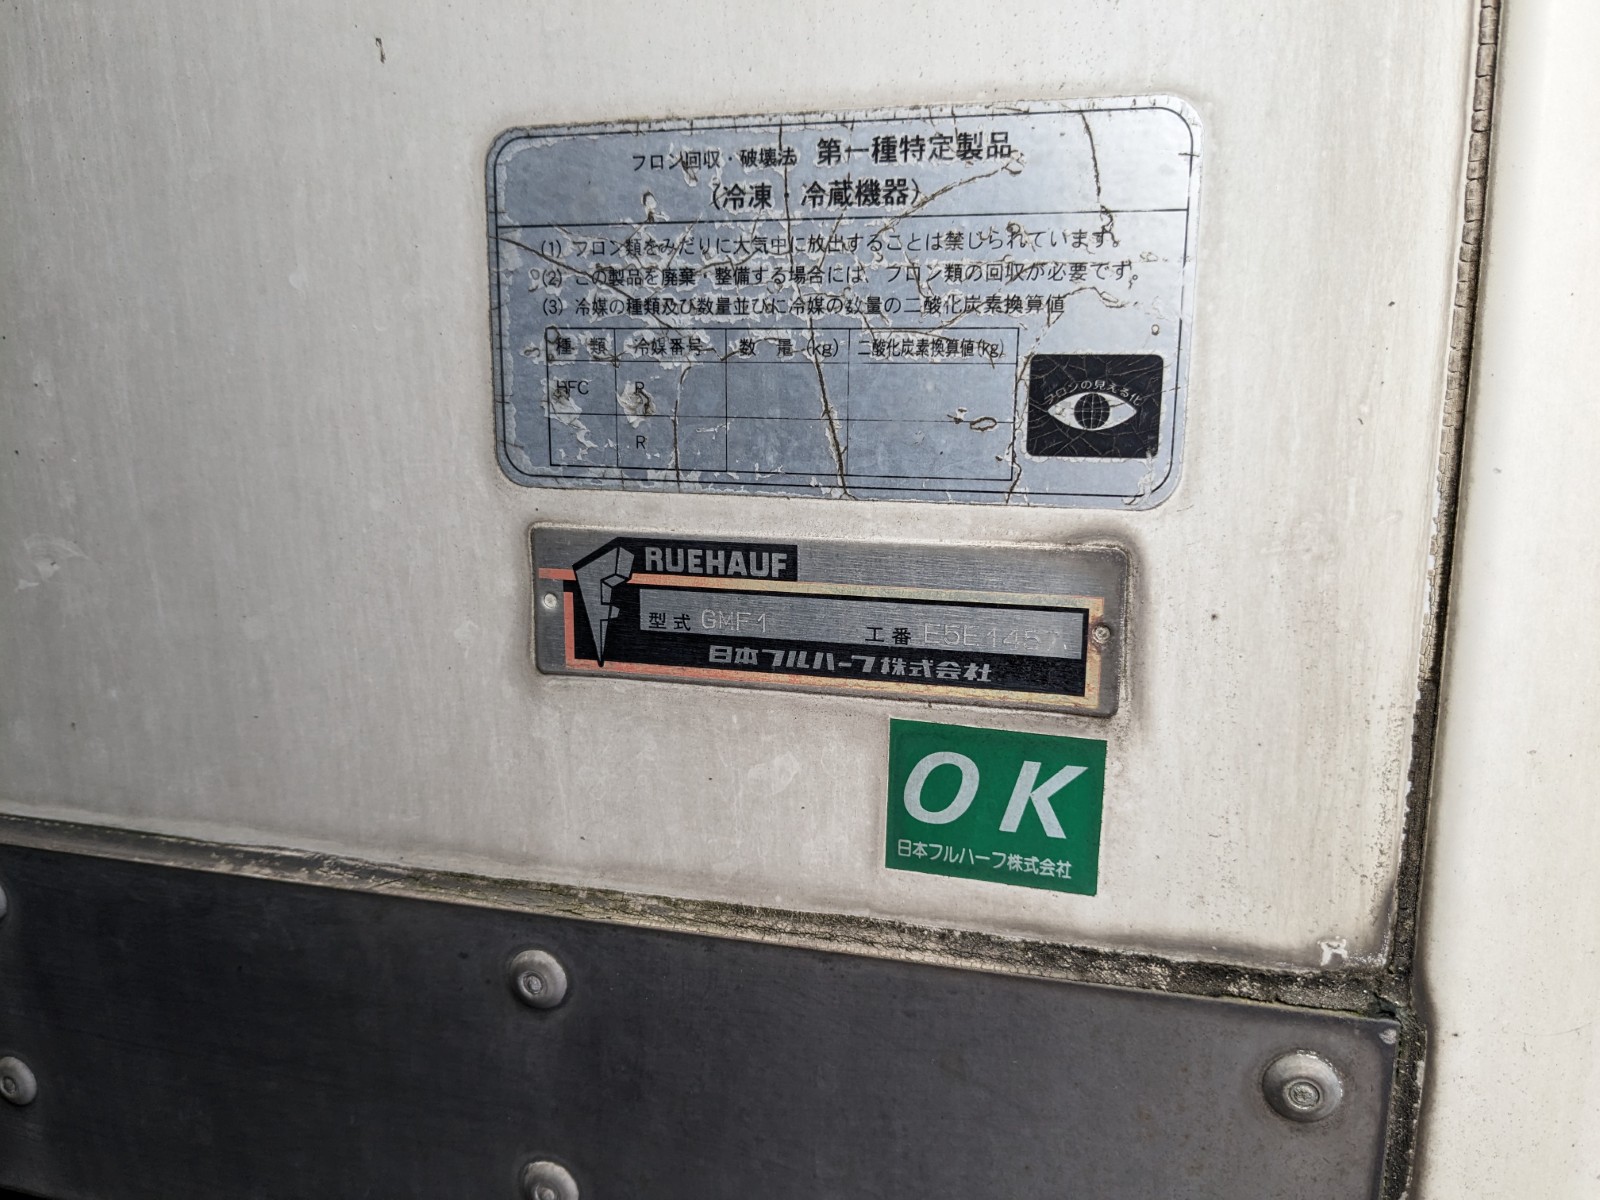 フロン回収・破壊法 第一種特定製品
(冷凍・冷蔵機器)
(1) フロン類をみだりに大気中に放出することは禁じられています。
(2) この製品を廃棄・整備する場合には、フロン類の回収が必要です。
(3) 冷媒の種類及び数量並びに冷媒の数量の二酸化炭素換算値
種類 冷媒番号 数量(kg) 二酸化炭素換算値(kg)
HFC R
R
フロンの見える化
FRUEHAUF
型式 GMF1 工番
日本フルハーフ株式会社
OK
日本フルハーフ株式会社